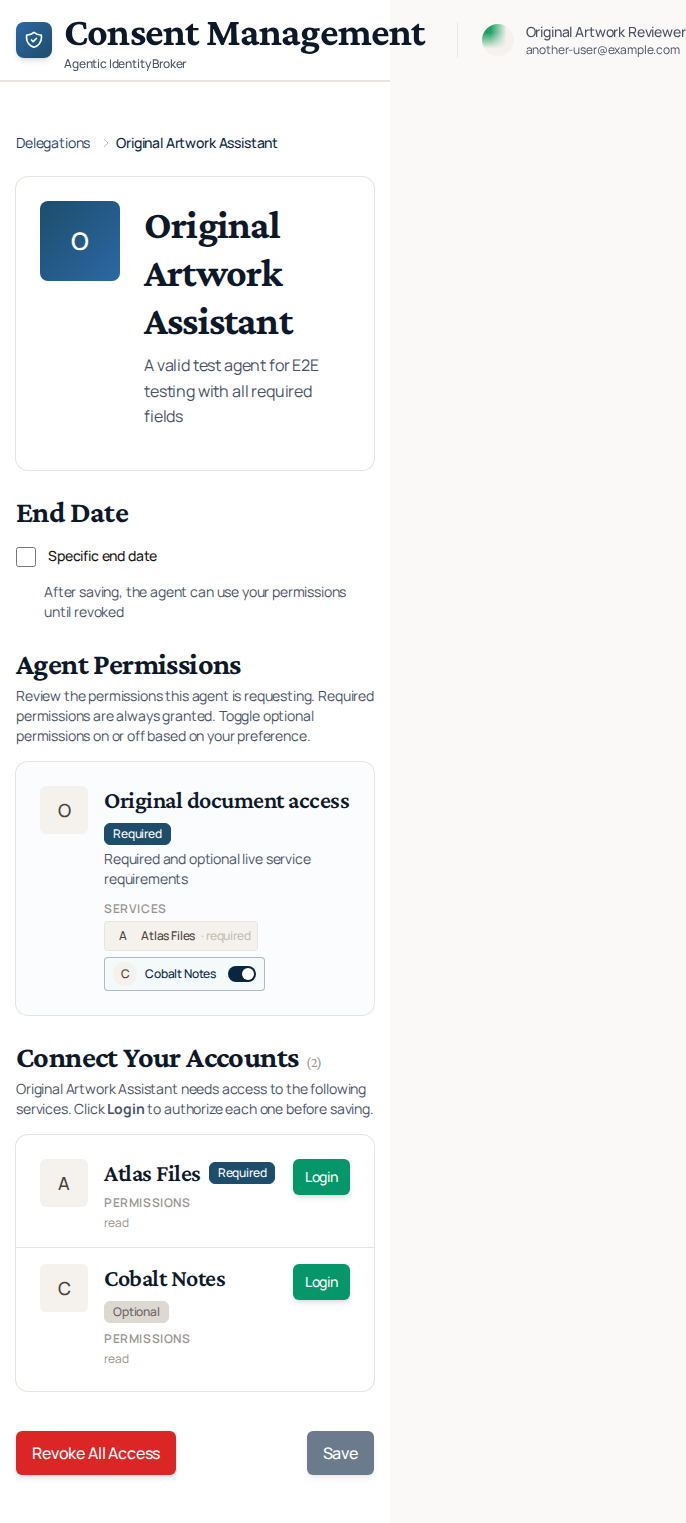 Consent Management
Agentic IdentityBroker
Original Artwork Reviewer
another-user@example.com
Delegations
Original Artwork Assistant
O
Original
Artwork
Assistant
A valid test agent for E2E
testing with all required
fields
End Date
Specific end date
After saving, the agent can use your permissions
until revoked
Agent Permissions
Review the permissions this agent is requesting. Required
permissions are always granted. Toggle optional
permissions on or off based on your preference.
O
Original document access
Required
Required and optional live service
requirements
SERVICES
A Atlas Files · required
C Cobalt Notes
Connect Your Accounts (2)
Original Artwork Assistant needs access to the following
services. Click Login to authorize each one before saving.
A
Atlas Files Required
Login
PERMISSIONS
read
C
Cobalt Notes
Login
Optional
PERMISSIONS
read
Revoke All Access
Save